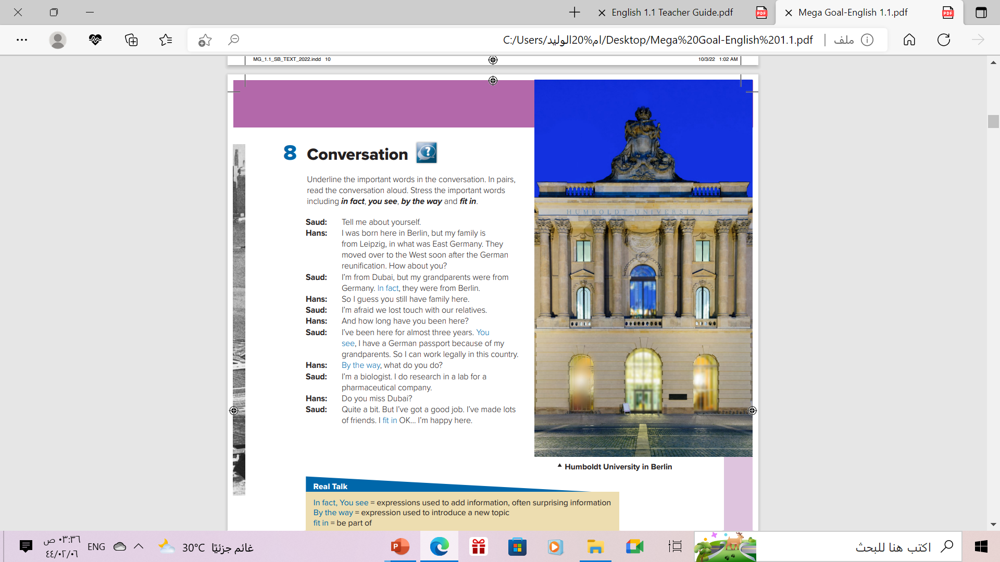 English 1.1 Teacher Guide.pdf
Mega Goal-English 1.1.pdf
C:/Users/ام%20الوليد/Desktop/Mega%20Goal-English%201.1.pdf
ملف
MG_1.1_SB_TEXT_2022.indd 10
10/3/22 1:02 AM
8 Conversation
Underline the important words in the conversation. In pairs,
read the conversation aloud. Stress the important words
including in fact, you see, by the way and fit in.
Saud: Tell me about yourself.
Hans: I was born here in Berlin, but my family is
from Leipzig, in what was East Germany. They
moved over to the West soon after the German
reunification. How about you?
Saud: I'm from Dubai, but my grandparents were from
Germany. In fact, they were from Berlin.
Hans: So I guess you still have family here.
Saud: I'm afraid we lost touch with our relatives.
Hans: And how long have you been here?
Saud: I've been here for almost three years. You
see, I have a German passport because of my
grandparents. So I can work legally in this country.
Hans: By the way, what do you do?
Saud: I'm a biologist. I do research in a lab for a
pharmaceutical company.
Hans: Do you miss Dubai?
Saud: Quite a bit. But I've got a good job. I've made lots
of friends. I fit in OK... I'm happy here.
HUMBOLDT·UNIVERSITAET
Humboldt University in Berlin
Real Talk
In fact, You see = expressions used to add information, often surprising information
By the way = expression used to introduce a new topic
fit in = be part of
٠٣:٣٦ ص
٤٤/٠٢/٠٦
ENG
30°C غائم جزئيًا
اكتب هنا للبحث